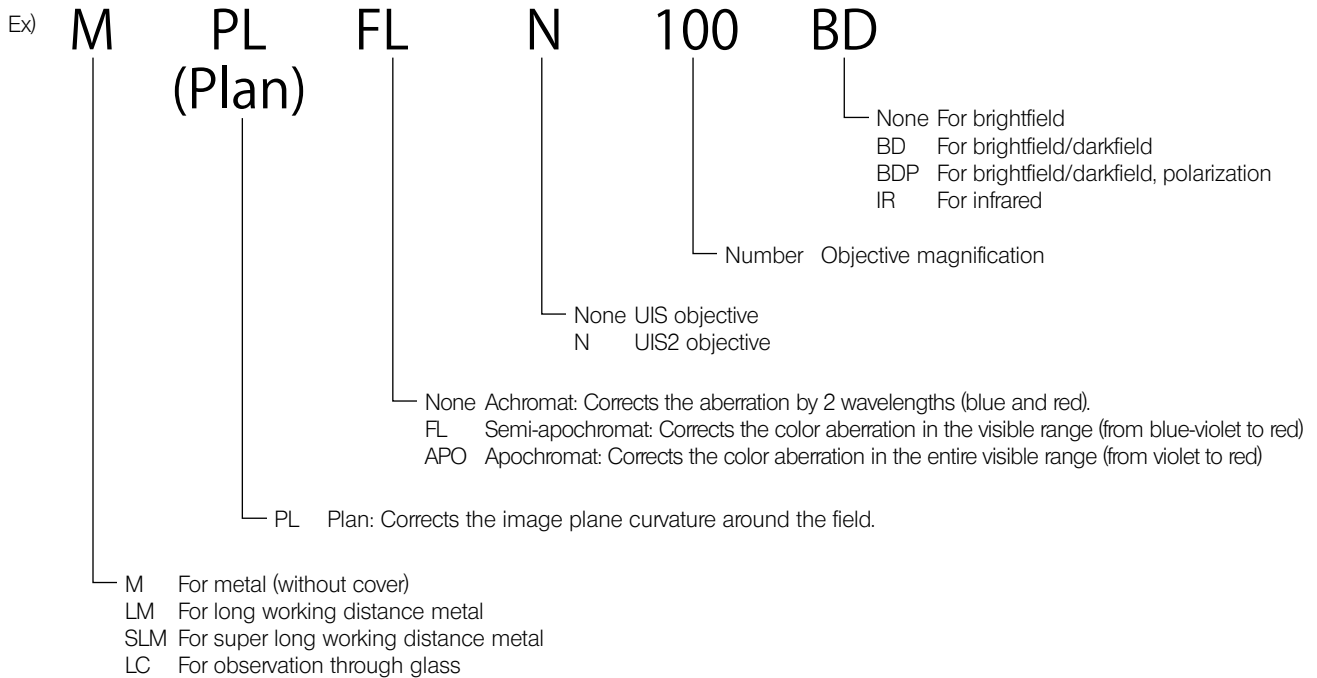 Ex) M PL FL N 100 BD
(Plan)
None For brightfield
BD For brightfield/darkfield
BDP For brightfield/darkfield, polarization
IR For infrared
Number Objective magnification
None UIS objective
N UIS2 objective
None Achromat: Corrects the aberration by 2 wavelengths (blue and red).
FL Semi-apochromat: Corrects the color aberration in the visible range (from blue-violet to red)
APO Apochromat: Corrects the color aberration in the entire visible range (from violet to red)
PL Plan: Corrects the image plane curvature around the field.
M For metal (without cover)
LM For long working distance metal
SLM For super long working distance metal
LC For observation through glass